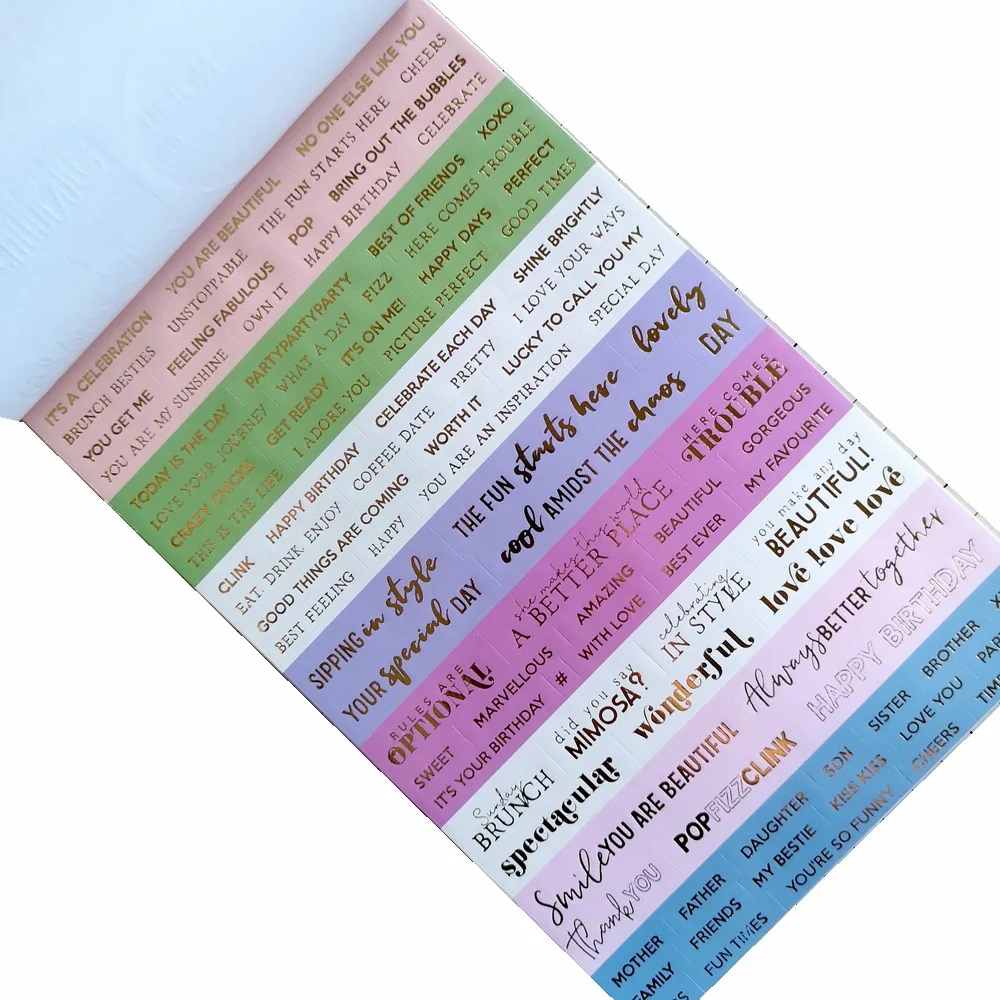 IT'S A CELEBRATION YOU ARE BEAUTIFUL NO ONE ELSE LIKE YOU
BRUNCH BESTIES UNSTOPPABLE THE FUN STARTS HERE CHEERS
YOU GET ME FEELING FABULOUS POP BRING OUT THE BUBBLES
YOU ARE MY SUNSHINE OWN IT HAPPY BIRTHDAY CELEBRATE
TODAY IS THE DAY PARTYPARTYPARTY BEST OF FRIENDS XOXO
LOVE YOUR JOURNEY WHAT A DAY FIZZ HERE COMES TROUBLE
CRAZY CHICKS GET READY IT'S ON ME! HAPPY DAYS PERFECT
THIS IS THE LIFE I ADORE YOU PICTURE PERFECT GOOD TIMES
CLINK HAPPY BIRTHDAY CELEBRATE EACH DAY SHINE BRIGHTLY
EAT, DRINK, ENJOY COFFEE DATE PRETTY I LOVE YOUR WAYS
GOOD THINGS ARE COMING WORTH IT LUCKY TO CALL YOU MY
BEST FEELING HAPPY YOU ARE AN INSPIRATION SPECIAL DAY
SIPPING in style THE FUN starts here lovely
YOUR special DAY cool AMIDST THE chaos DAY
RULES ARE OPTIONAL she makes this world A BETTER PLACE HERE COMES TROUBLE
SWEET MARVELLOUS AMAZING BEAUTIFUL GORGEOUS
IT'S YOUR BIRTHDAY # WITH LOVE BEST EVER MY FAVOURITE
Sunday BRUNCH did you say MIMOSA? celebrating IN STYLE you make any day BEAUTIFUL!
spectacular wonderful love love love
Smile YOU ARE BEAUTIFUL Always BETTER together
thank YOU POPFIZZCLINK HAPPY BIRTHDAY
MOTHER FATHER DAUGHTER SON SISTER BROTHER
FAMILY FRIENDS MY BESTIE KISS KISS LOVE YOU
FUN TIMES YOU'RE SO FUNNY CHEERS